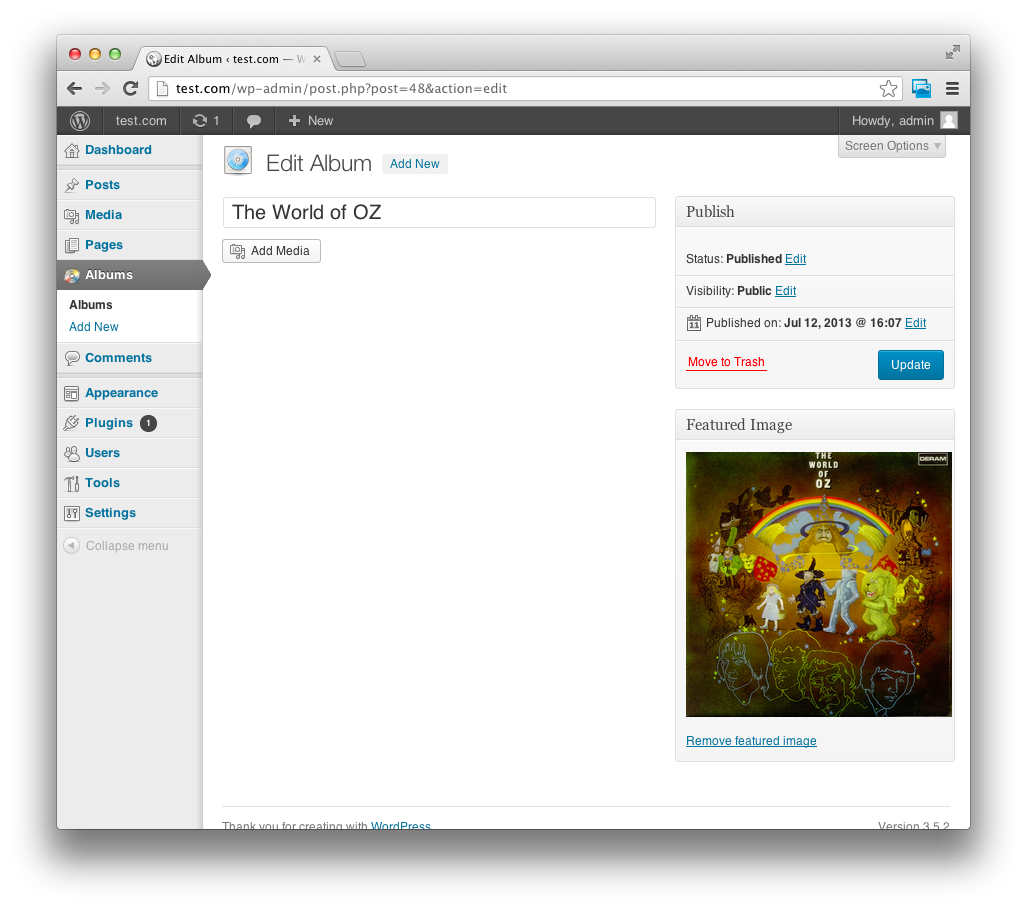 Edit Album ‹ test.com — W
test.com/wp-admin/post.php?post=48&action=edit
test.com 1 New Howdy, admin
Screen Options
Dashboard
Posts
Media
Pages
Albums
Albums
Add New
Comments
Appearance
Plugins 1
Users
Tools
Settings
Collapse menu
Edit Album Add New
The World of OZ
Add Media
Publish
Status: Published Edit
Visibility: Public Edit
11 Published on: Jul 12, 2013 @ 16:07 Edit
Move to Trash Update
Featured Image
THE
WORLD
OF
OZ
DERAM
Remove featured image
Thank you for creating with WordPress
Version 3.5.2